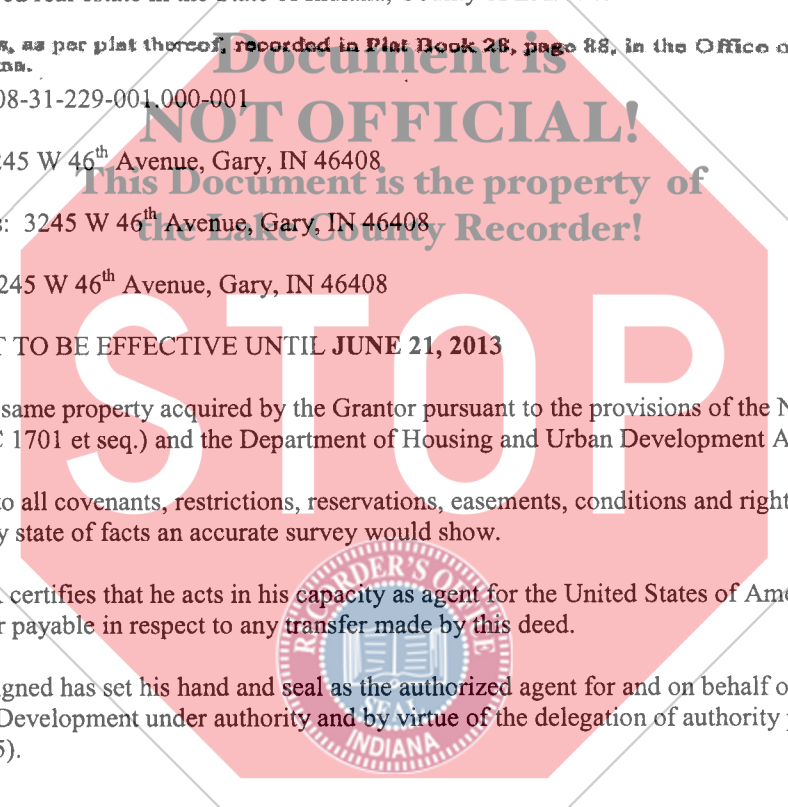 s, as per plat thereof, recorded in Plat Book 28, page 88, in the Office o
na.
Document is
08-31-229-001.000-001
NOT OFFICIAL!
45 W 46th Avenue, Gary, IN 46408
This Document is the property of
s: 3245 W 46th Avenue, Gary, IN 46408
the Lake County Recorder!
245 W 46th Avenue, Gary, IN 46408
STOP
T TO BE EFFECTIVE UNTIL JUNE 21, 2013
same property acquired by the Grantor pursuant to the provisions of the N
C 1701 et seq.) and the Department of Housing and Urban Development A
to all covenants, restrictions, reservations, easements, conditions and right
y state of facts an accurate survey would show.
certifies that he acts in his capacity as agent for the United States of Ame
r payable in respect to any transfer made by this deed.
igned has set his hand and seal as the authorized agent for and on behalf o
Development under authority and by virtue of the delegation of authority
5).
RECORDER'S OFFICE
SEAL
INDIANA